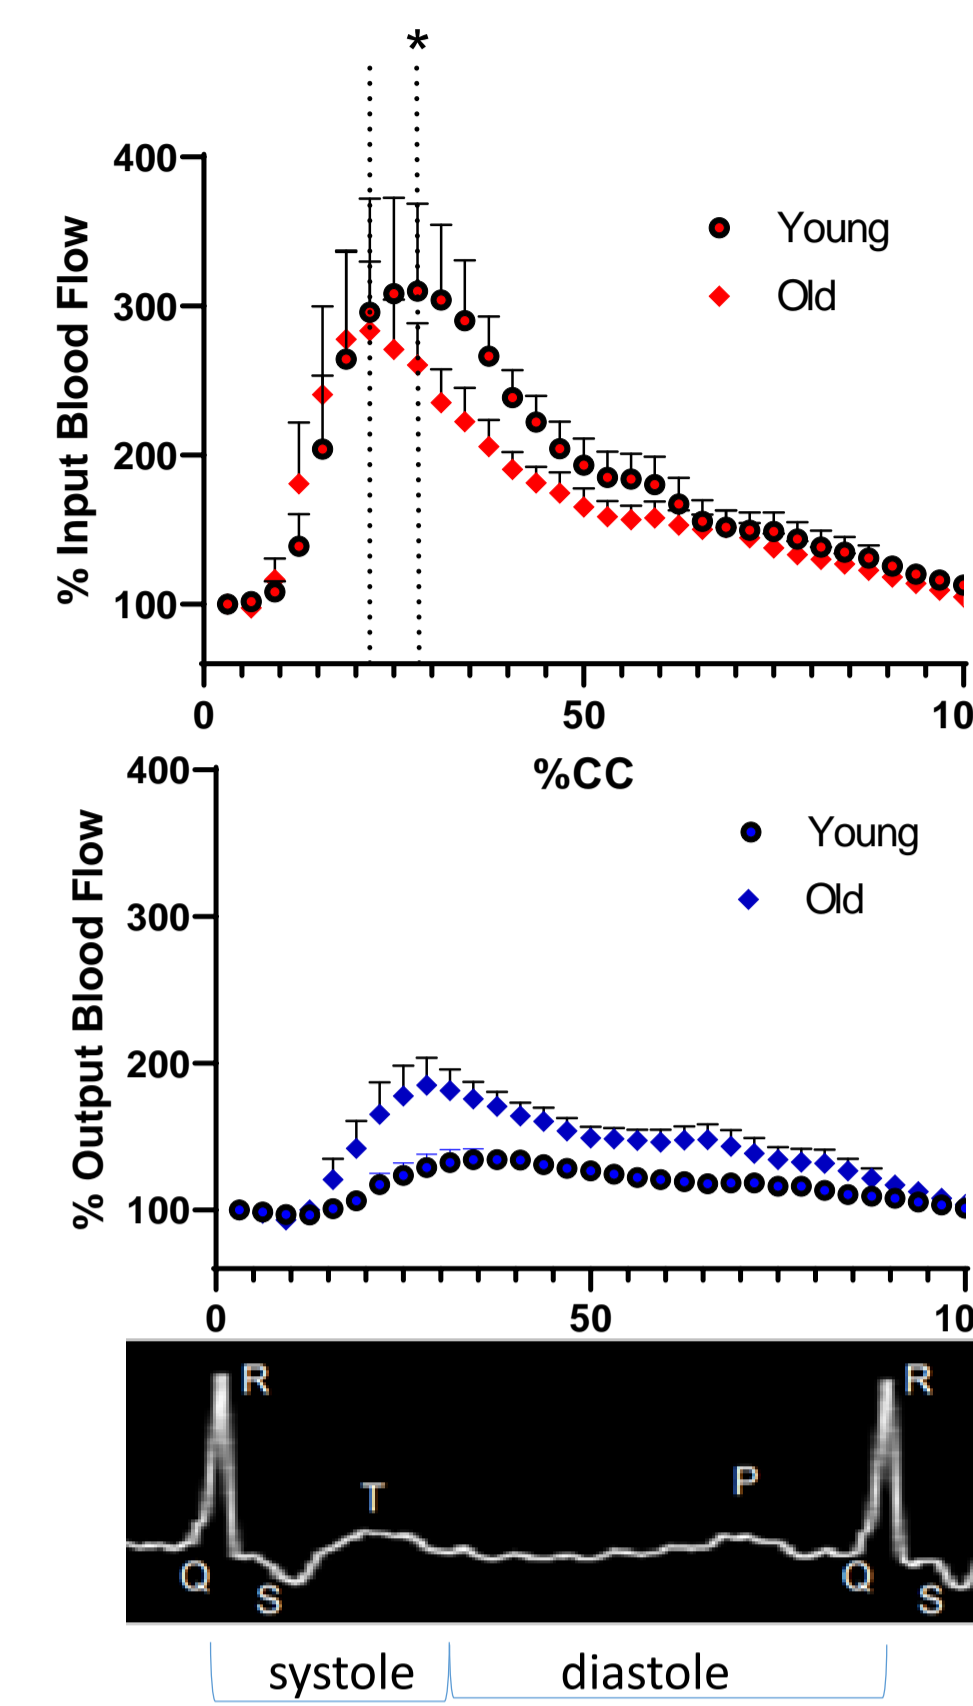 *
400
300
200
100
% Input Blood Flow
Young
Old
0 50 10
%CC
400
300
200
100
% Output Blood Flow
Young
Old
0 50 10
R R
T P
Q Q
S S
systole diastole